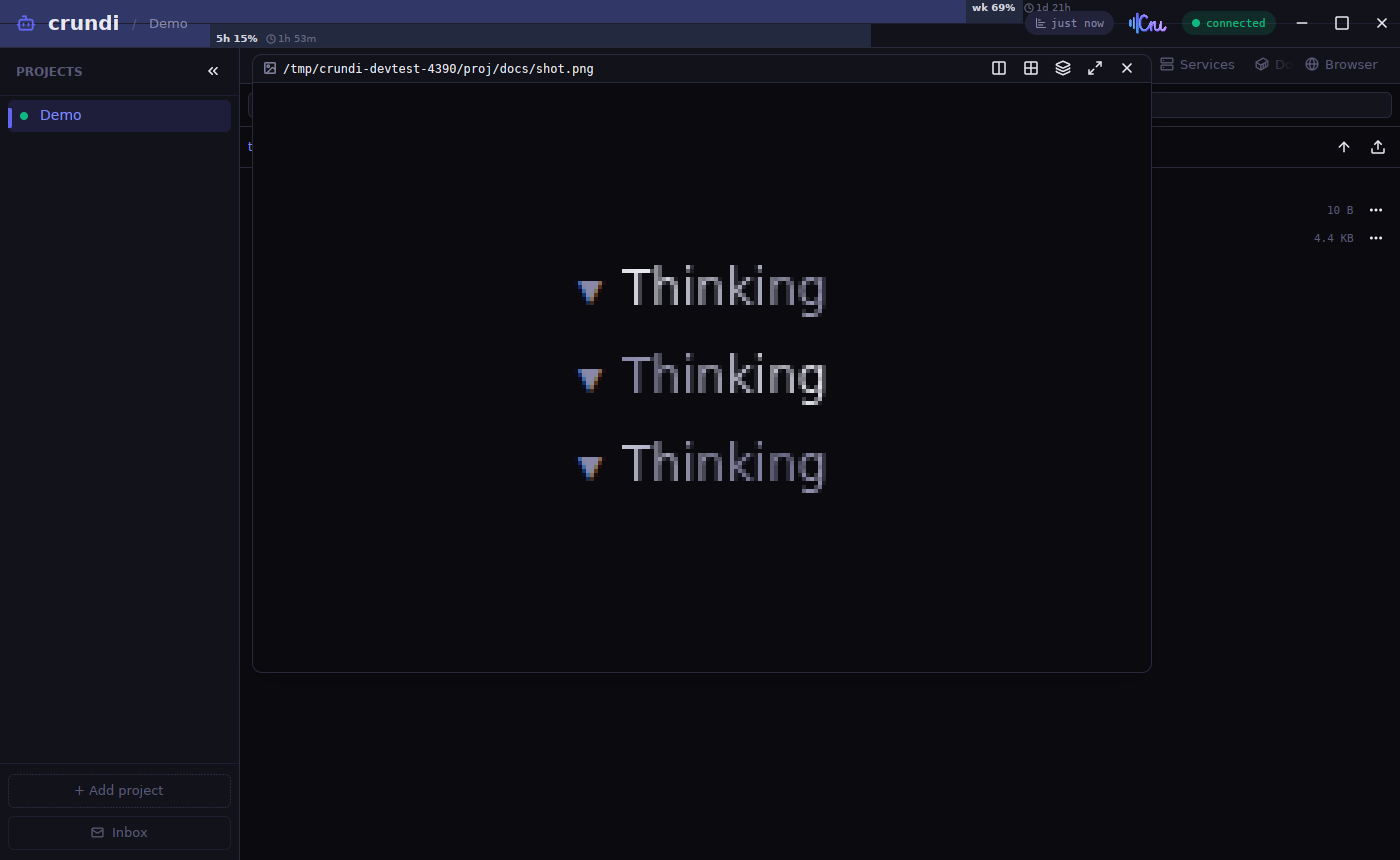 crundi / Demo
wk 69% 1d 21h
5h 15% 1h 53m
just now
connected
PROJECTS
Demo
+ Add project
Inbox
/tmp/crundi-devtest-4390/proj/docs/shot.png
Services
Do
Browser
t
10 B
4.4 KB
Thinking
Thinking
Thinking